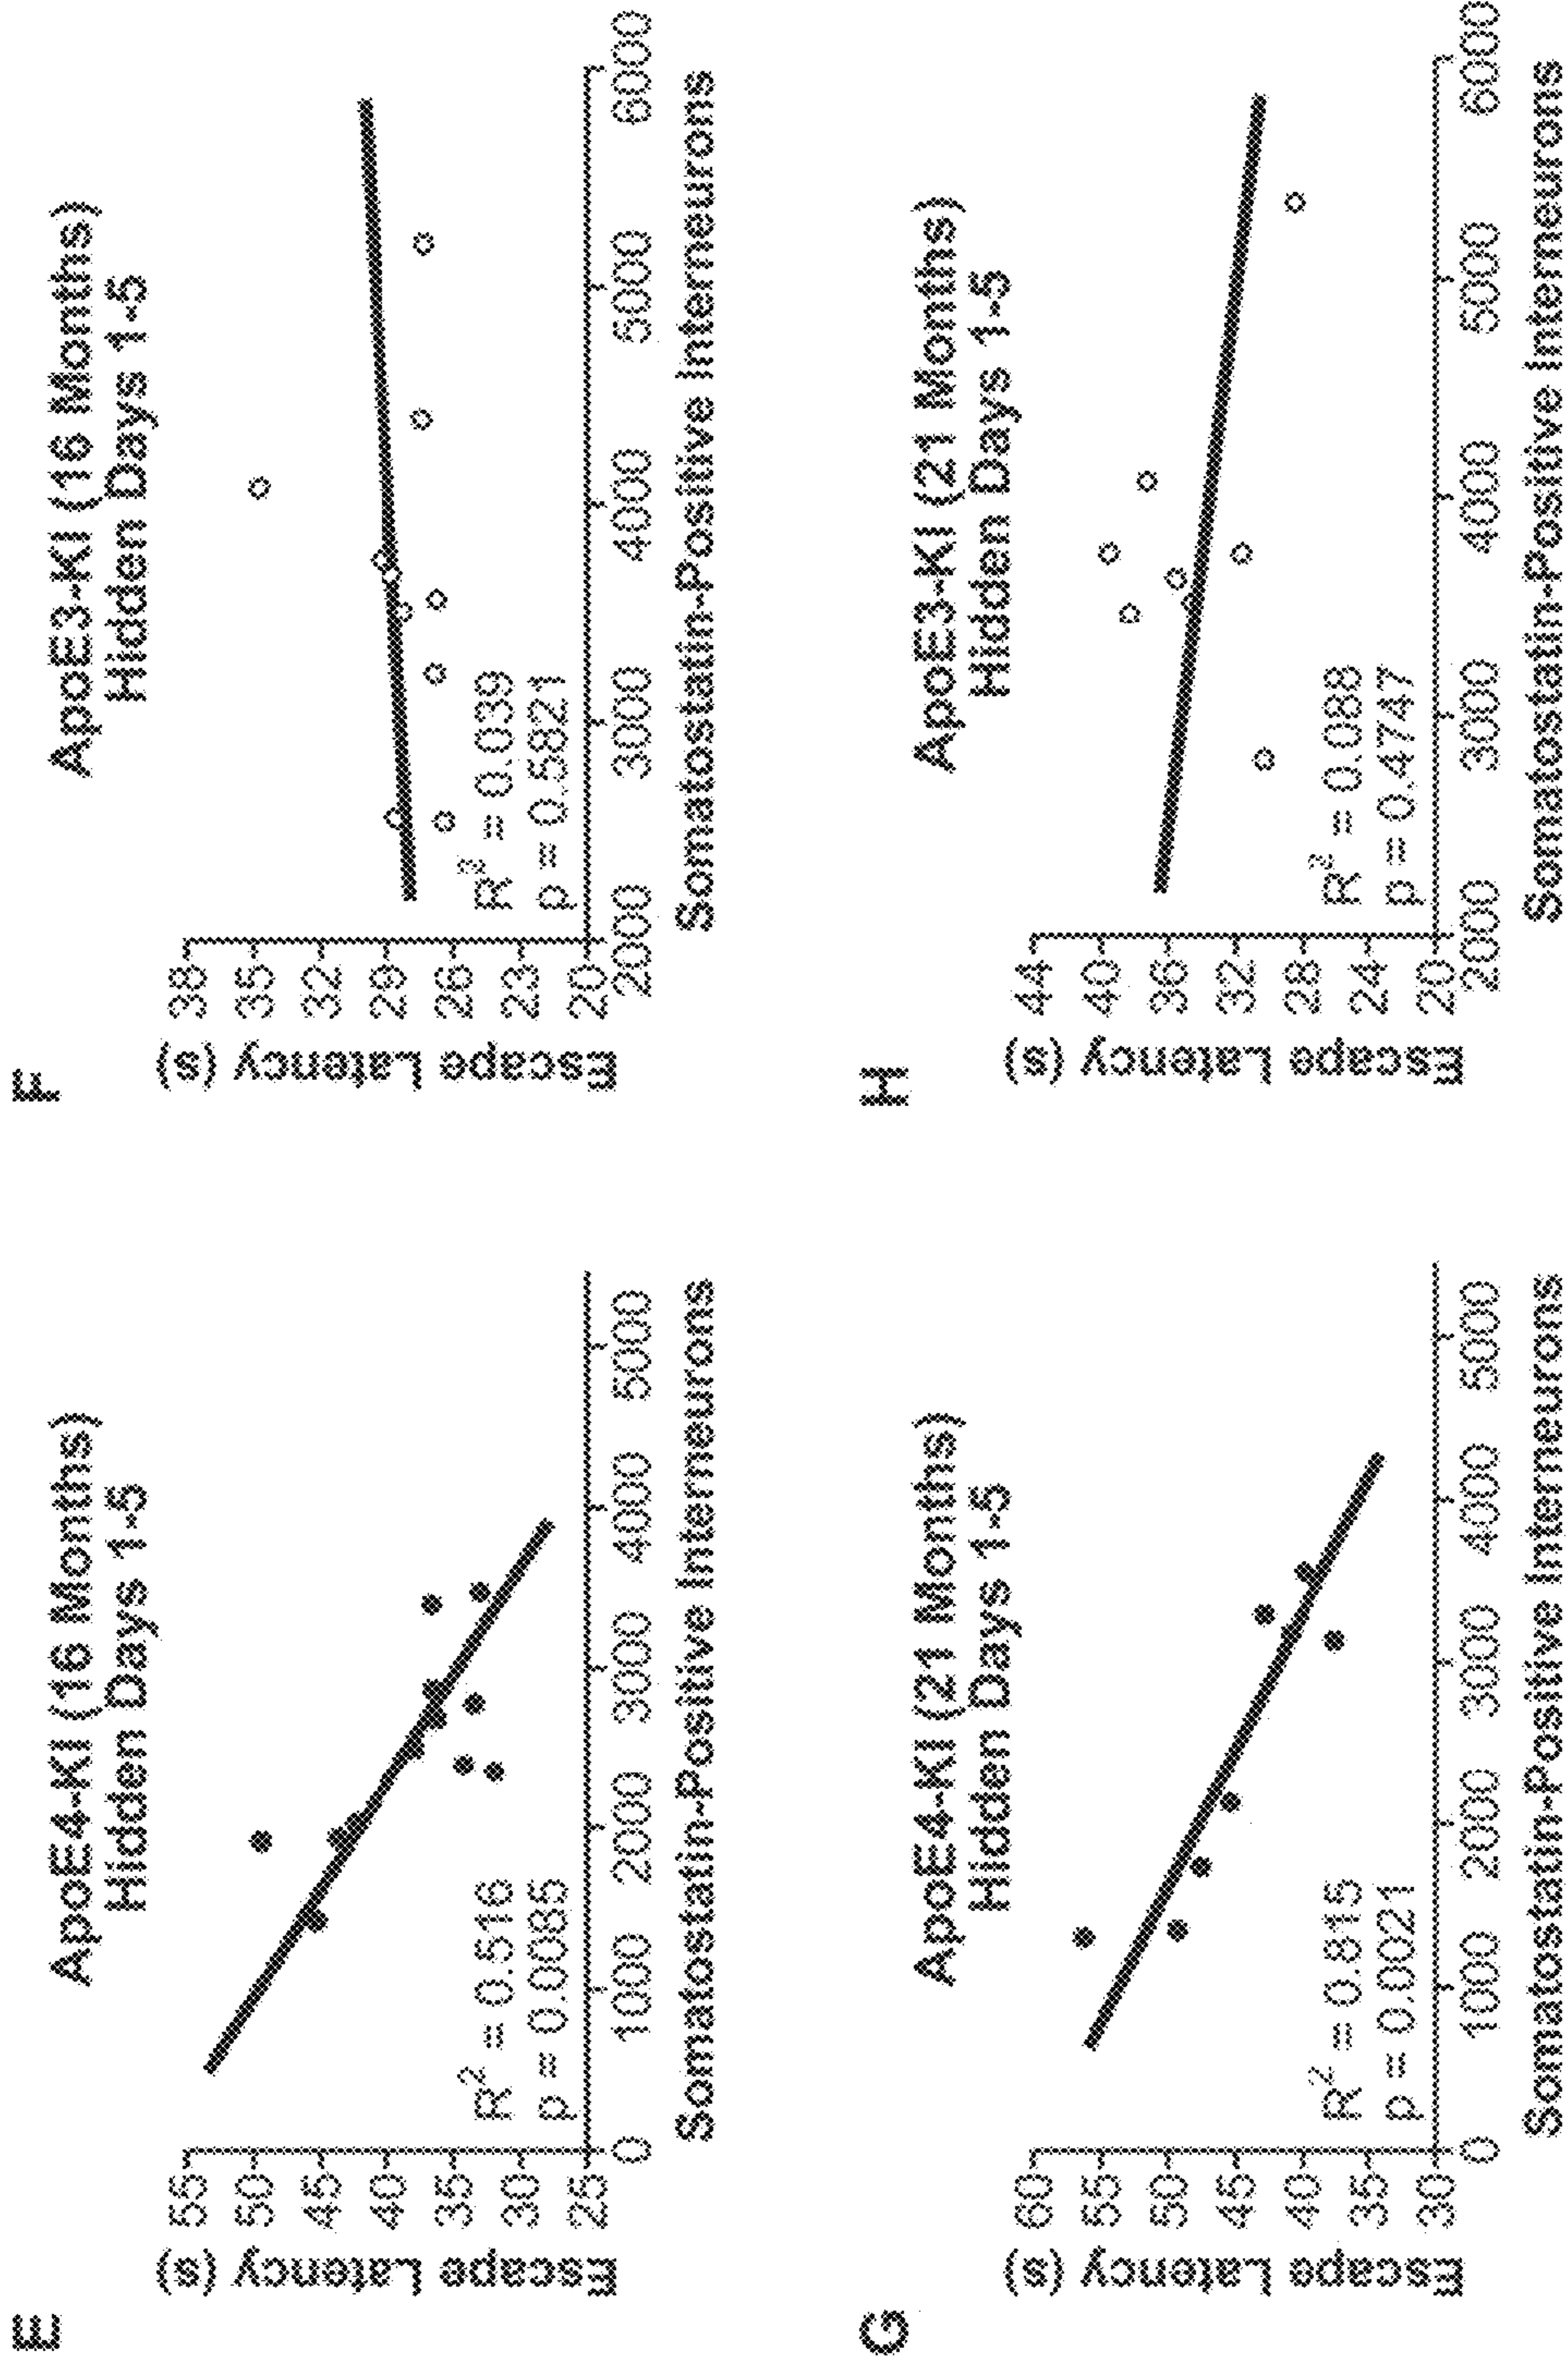 E
ApoE4-KI (16 Months)
Hidden Days 1-5
Escape Latency (s)
55
50
45
40
35
30
25
R² = 0.516
p = 0.0085
0 1000 2000 3000 4000 5000
Somatostatin-Positive Interneurons
F
ApoE3-KI (16 Months)
Hidden Days 1-5
Escape Latency (s)
38
35
32
29
26
23
20
R² = 0.039
p = 0.5821
2000 3000 4000 5000 6000
Somatostatin-Positive Interneurons
G
ApoE4-KI (21 Months)
Hidden Days 1-5
Escape Latency (s)
60
55
50
45
40
35
30
R² = 0.815
p = 0.0021
0 1000 2000 3000 4000 5000
Somatostatin-Positive Interneurons
H
ApoE3-KI (21 Months)
Hidden Days 1-5
Escape Latency (s)
44
40
36
32
28
24
20
R² = 0.088
p = 0.4747
2000 3000 4000 5000 6000
Somatostatin-Positive Interneurons